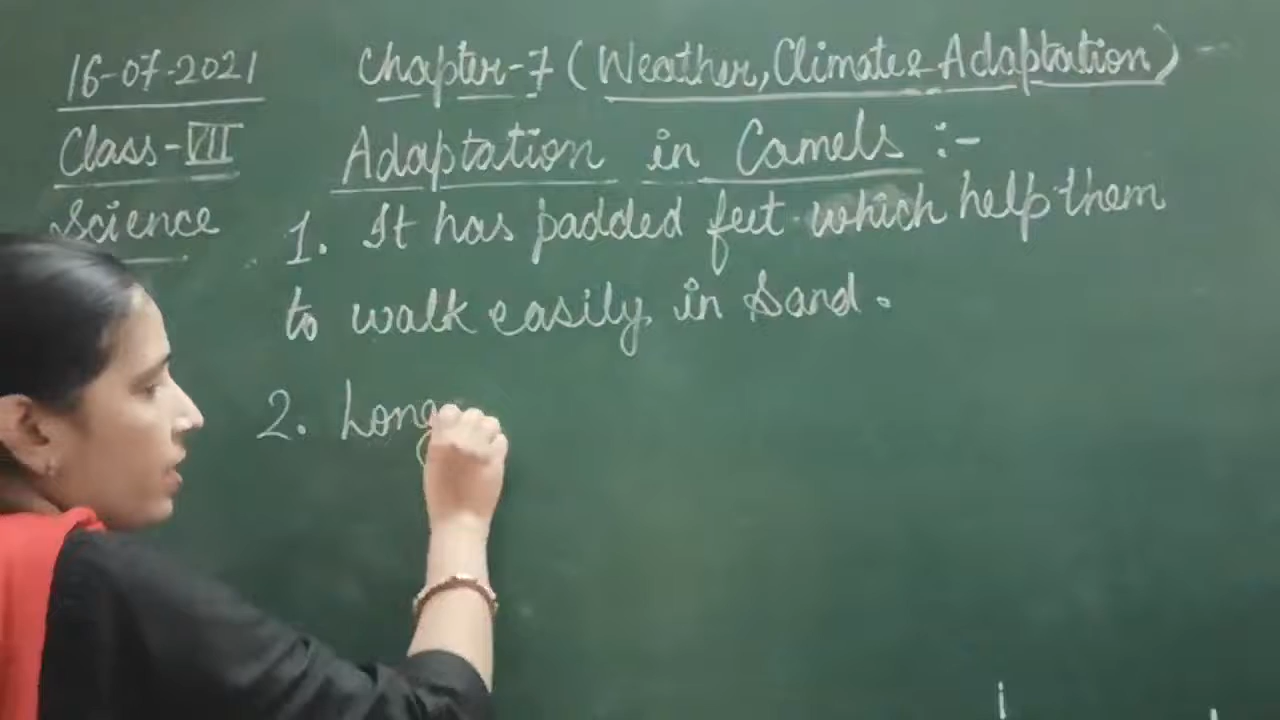 16-07-2021
Chapter-7 (Weather, Climate & Adaptation)
Class-VII
Science
Adaptation in Camels :-
1. It has padded feet which help them
to walk easily in Sand.
2. Long